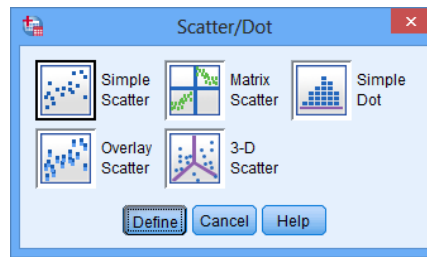 Scatter/Dot
Simple
Scatter
Matrix
Scatter
Simple
Dot
Overlay
Scatter
3-D
Scatter
Define
Cancel
Help